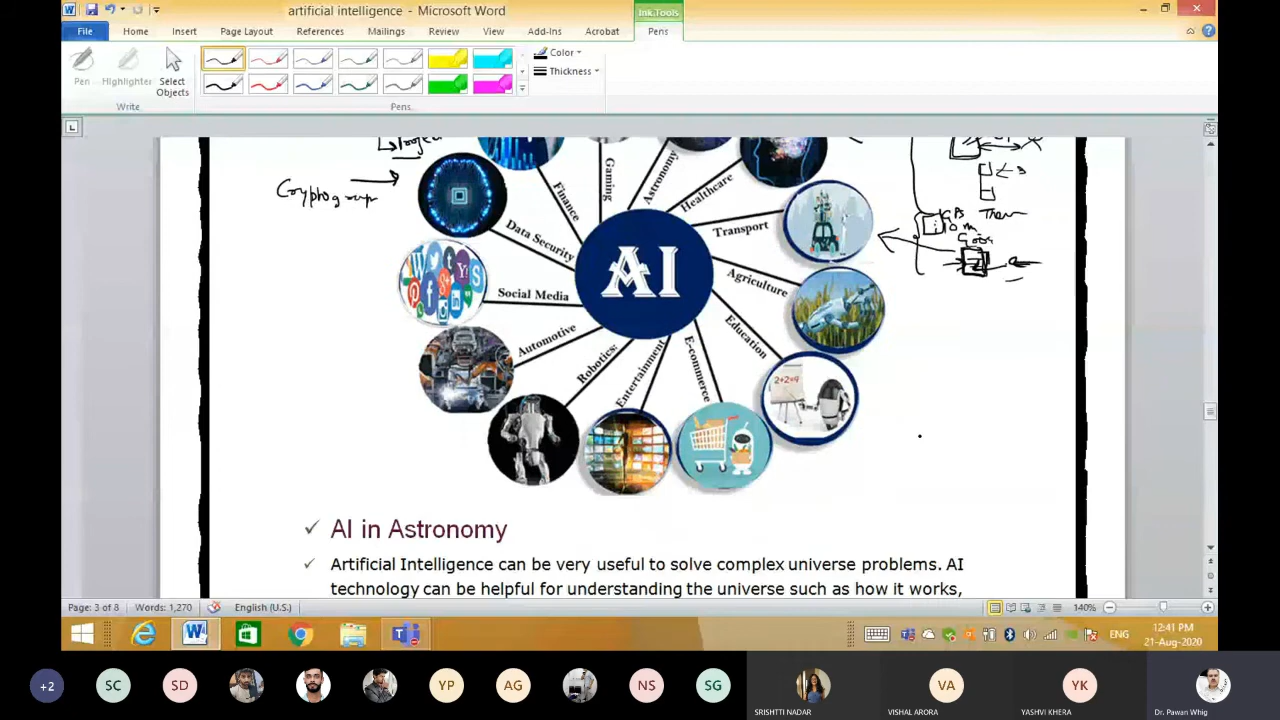 artificial intelligence - Microsoft Word
Ink Tools
File Home Insert Page Layout References Mailings Review View Add-Ins Acrobat Pens
Pen
Highlighter
Select Objects
Color
Thickness
Write
Pens
Gaming
Astronomy
Finance
Healthcare
Cryptograp
Transport
GPS
Data Security
Agriculture
Social Media
Education
Automotive
Robotics:
Entertainment
E-commerce
AI
2+2=4
✓ AI in Astronomy
✓ Artificial Intelligence can be very useful to solve complex universe problems. AI
technology can be helpful for understanding the universe such as how it works,
Page: 3 of 8 Words: 1,270 English (U.S.) 140%
ENG 12:41 PM
21-Aug-2020
+2 SC SD YP AG NS SG VA YK
SRISHTTI NADAR VISHAL ARORA YASHVI KHERA Dr. Pawan Whig